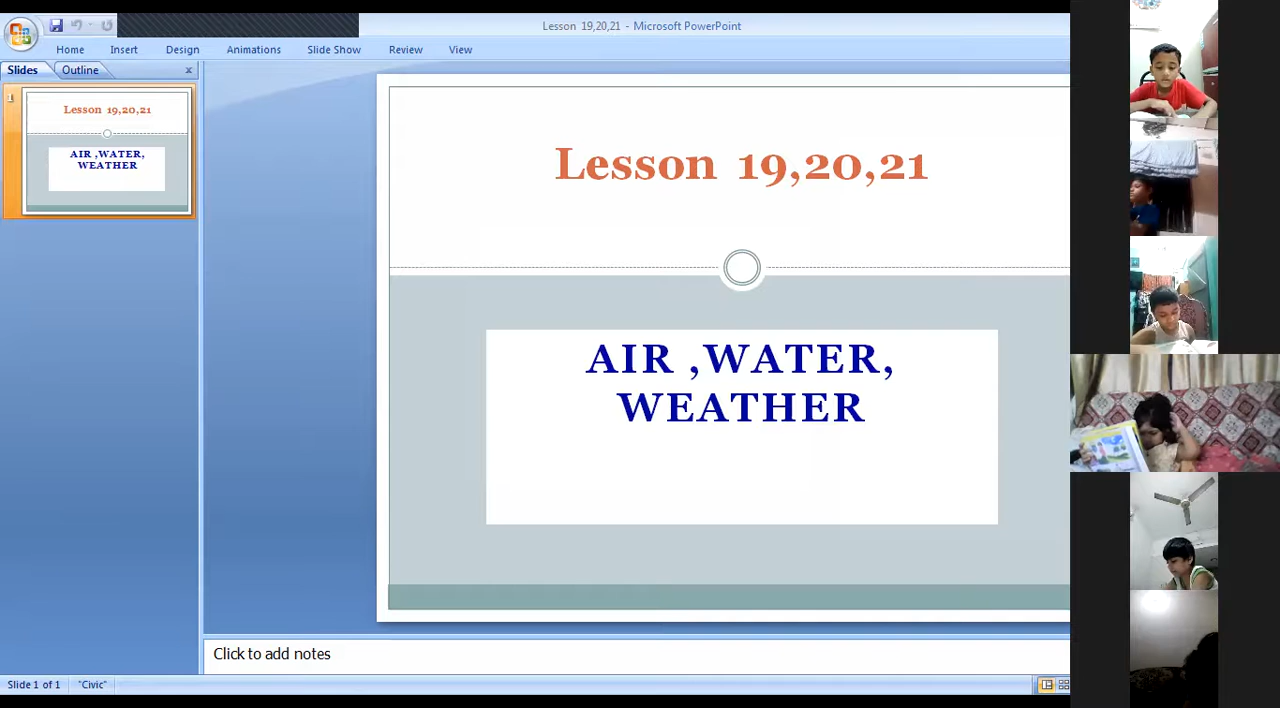 Lesson 19,20,21 - Microsoft PowerPoint
Home Insert Design Animations Slide Show Review View
Slides Outline x
1
Lesson 19,20,21
AIR ,WATER,
WEATHER
Lesson 19,20,21
AIR ,WATER,
WEATHER
Click to add notes
Slide 1 of 1 "Civic"